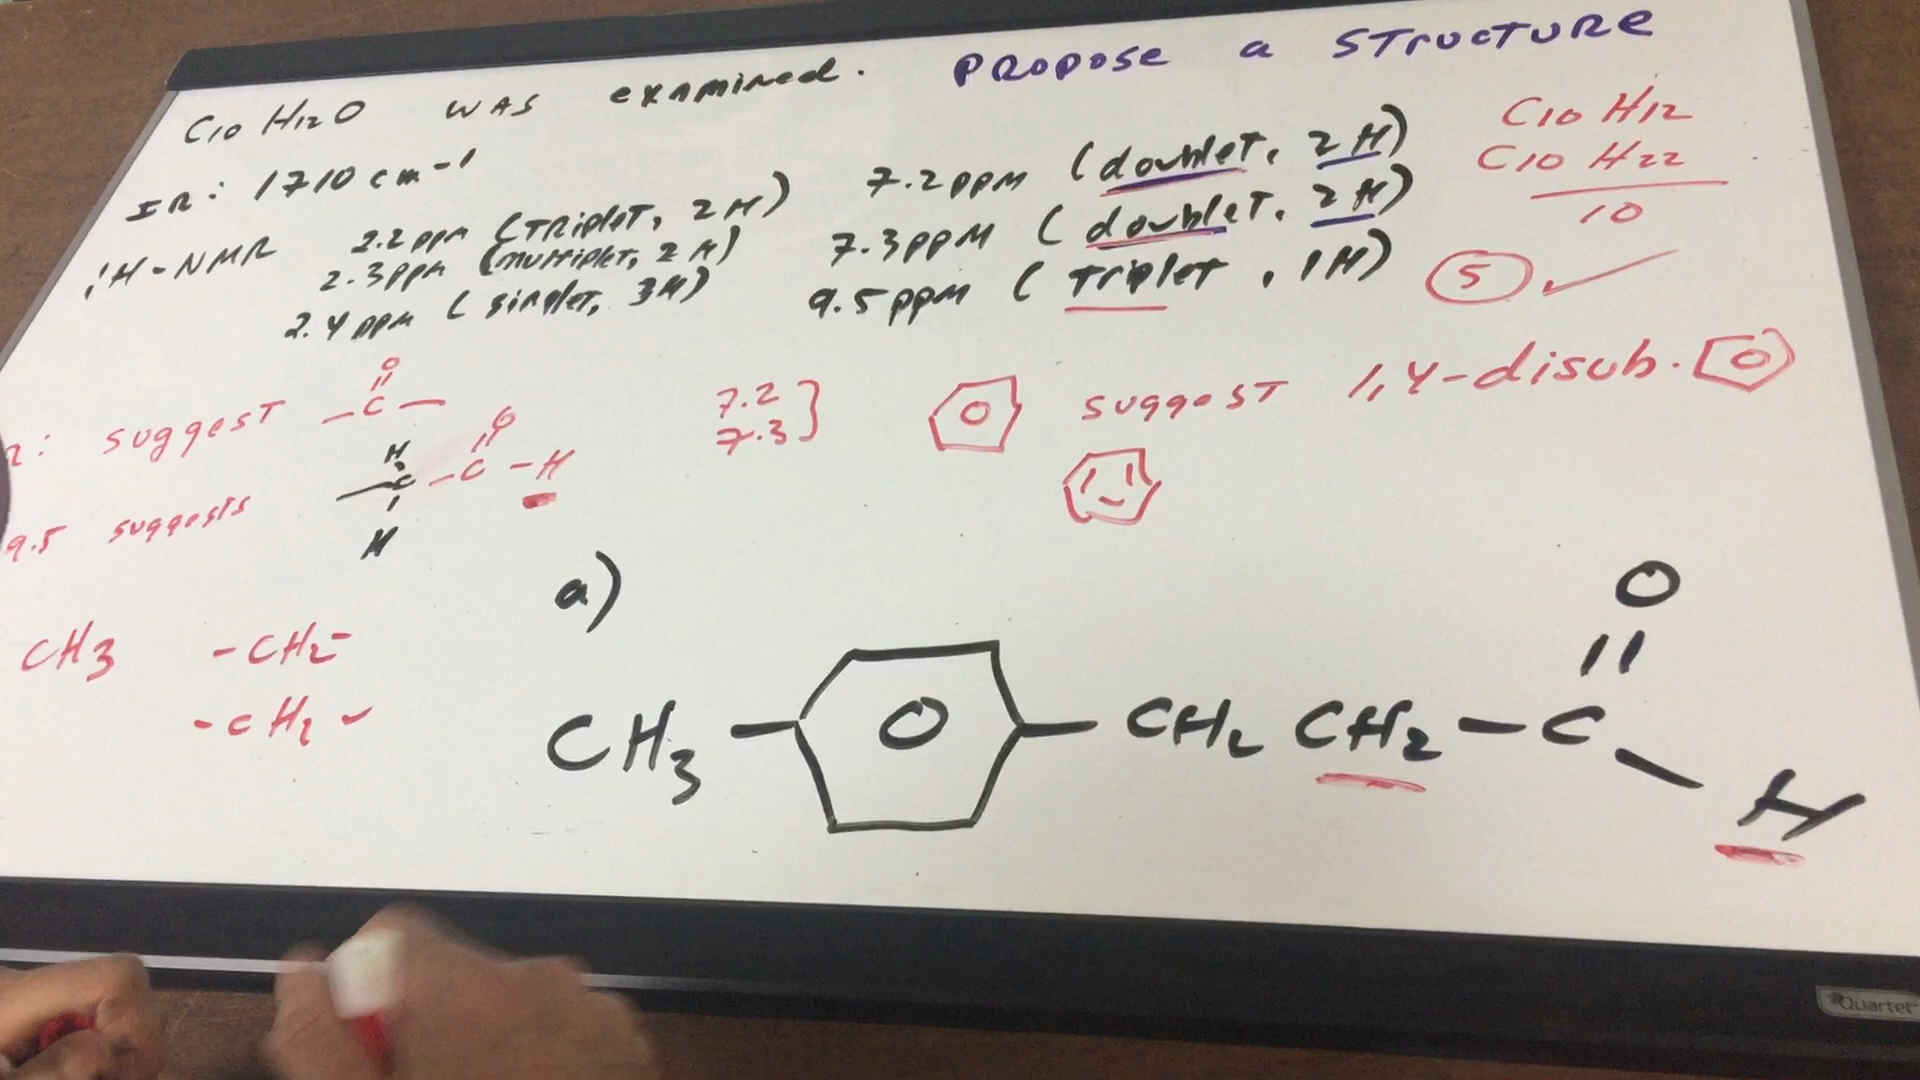 C10 H12 O WAS examined. PROPOSE a STRUCTURE
IR: 1710 cm-1
1H-NMR 2.2 ppm (TRiplet, 2H)
2.3 ppm (multiplet, 2H)
2.4 ppm (singlet, 3H)
7.2 ppm (doublet, 2H)
7.3 ppm (doublet, 2H)
9.5 ppm (Triplet, 1H)
C10 H12
C10 H22
10
5 ✓
R: suggest
O
-C-
9.5 suggests
H
-C-C-H
O
H
7.2
7.3 }
suggest 1,4-disub.
CH3 -CH2-
-CH2 ✓
a)
CH3- -CH2 CH2-C
O
H
Quartet